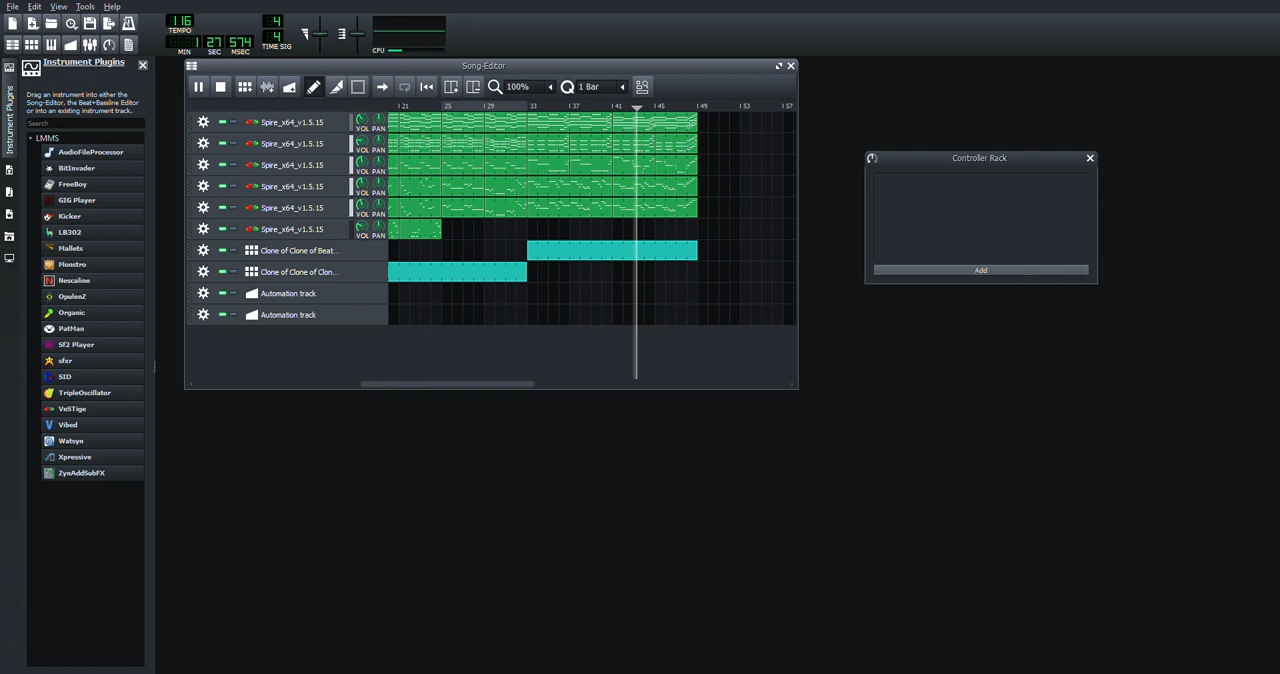 File Edit View Tools Help
116
TEMPO
1 27 574
MIN SEC MSEC
4
4
TIME SIG
CPU
Instrument Plugins
Instrument Plugins
Drag an instrument into either the
Song-Editor, the Beat+Bassline Editor
or into an existing instrument track.
Search
LMMS
AudioFileProcessor
BitInvader
FreeBoy
GIG Player
Kicker
LB302
Mallets
Monstro
Nescaline
OpulenZ
Organic
PatMan
Sf2 Player
sfxr
SID
TripleOscillator
VeSTige
Vibed
Watsyn
Xpressive
ZynAddSubFX
Song-Editor
100% 1 Bar
21 25 29 33 37 41 45 49 53 57
Spire_x64_v1.5.15 VOL PAN
Spire_x64_v1.5.15 VOL PAN
Spire_x64_v1.5.15 VOL PAN
Spire_x64_v1.5.15 VOL PAN
Spire_x64_v1.5.15 VOL PAN
Spire_x64_v1.5.15 VOL PAN
Clone of Clone of Beat...
Clone of Clone of Clon...
Automation track
Automation track
Controller Rack
Add